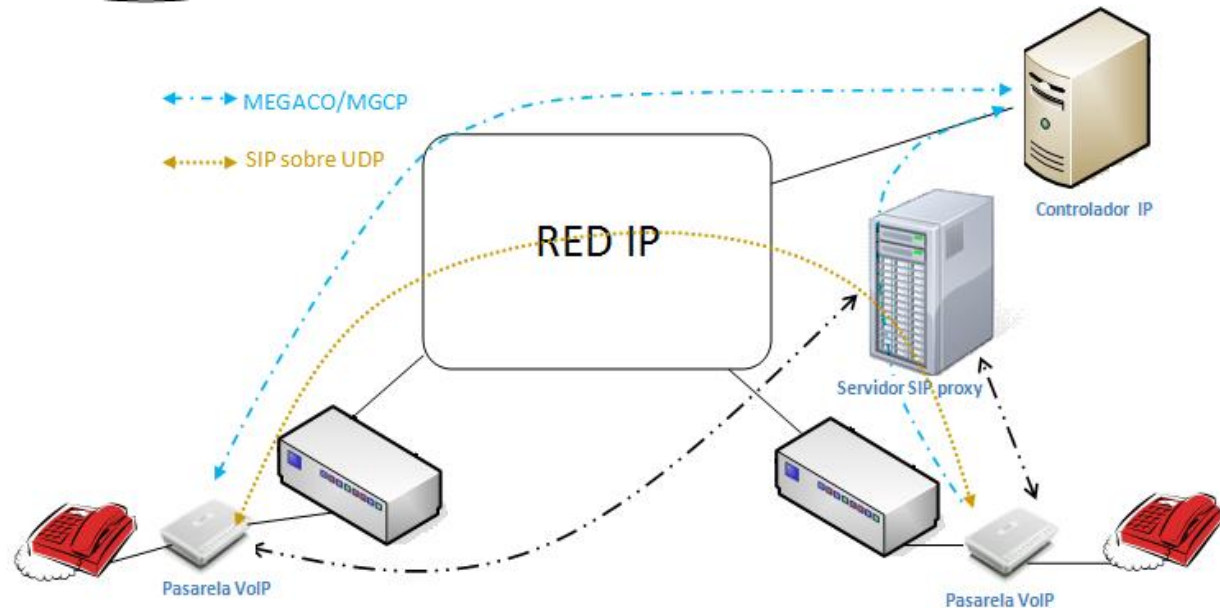 MEGACO/MGCP
SIP sobre UDP
RED IP
Controlador IP
Servidor SIP proxy
Pasarela VoIP
Pasarela VoIP